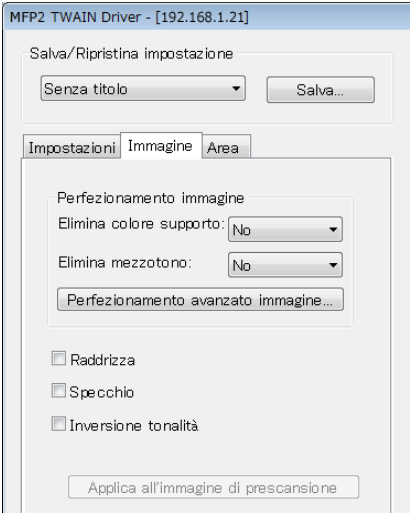 MFP2 TWAIN Driver - [192.168.1.21]
Salva/Ripristina impostazione
Senza titolo
Salva...
Impostazioni
Immagine
Area
Perfezionamento immagine
Elimina colore supporto:
No
Elimina mezzotono:
No
Perfezionamento avanzato immagine...
Raddrizza
Specchio
Inversione tonalità
Applica all'immagine di prescansione